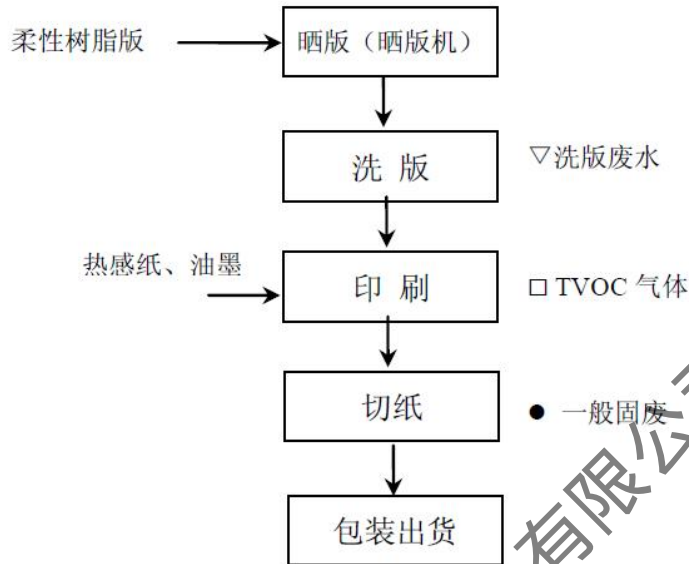 柔性树脂版
晒版（晒版机）
洗 版
▽洗版废水
热感纸、油墨
印 刷
□ TVOC 气体
切纸
● 一般固废
包装出货
有限公司